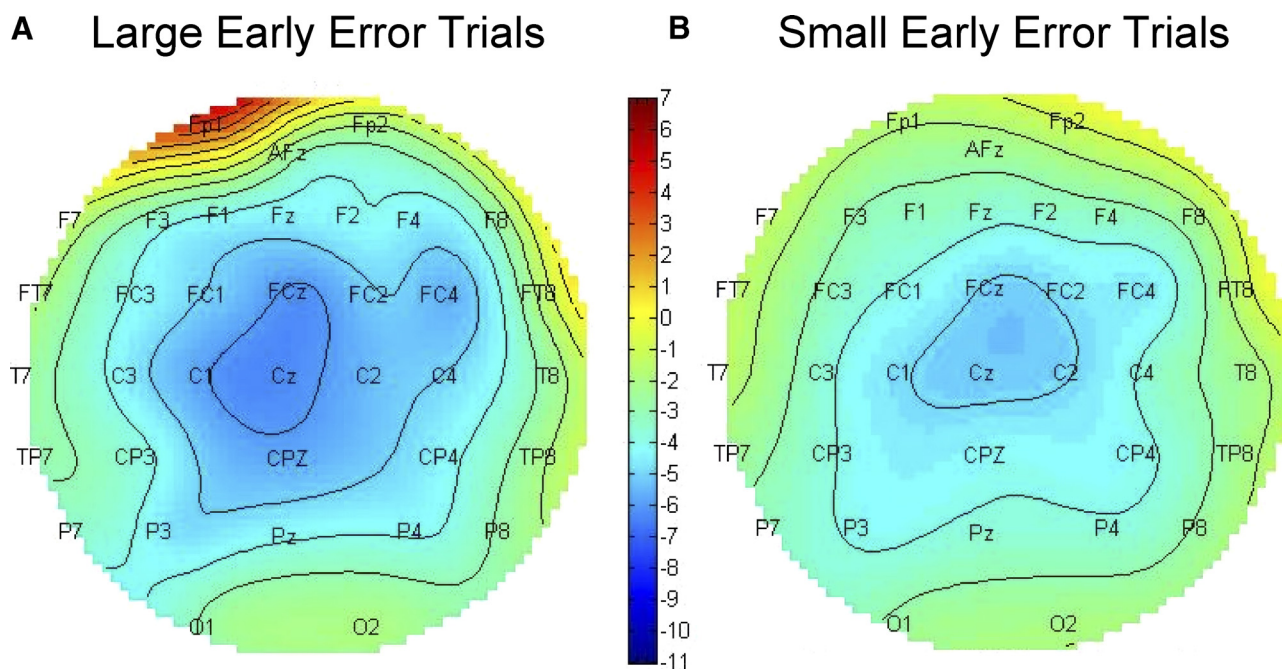 A Large Early Error Trials
Fp1 Fp2
AFz
F7 F3 F1 Fz F2 F4 F8
FT7 FC3 FC1 FCz FC2 FC4 FT8
T7 C3 C1 Cz C2 C4 T8
TP7 CP3 CPZ CP4 TP8
P7 P3 Pz P4 P8
O1 O2
7
6
5
4
3
2
1
0
-1
-2
-3
-4
-5
-6
-7
-8
-9
-10
-11
B Small Early Error Trials
Fp1 Fp2
AFz
F7 F3 F1 Fz F2 F4 F8
FT7 FC3 FC1 FCz FC2 FC4 FT8
T7 C3 C1 Cz C2 C4 T8
TP7 CP3 CPZ CP4 TP8
P7 P3 Pz P4 P8
O1 O2